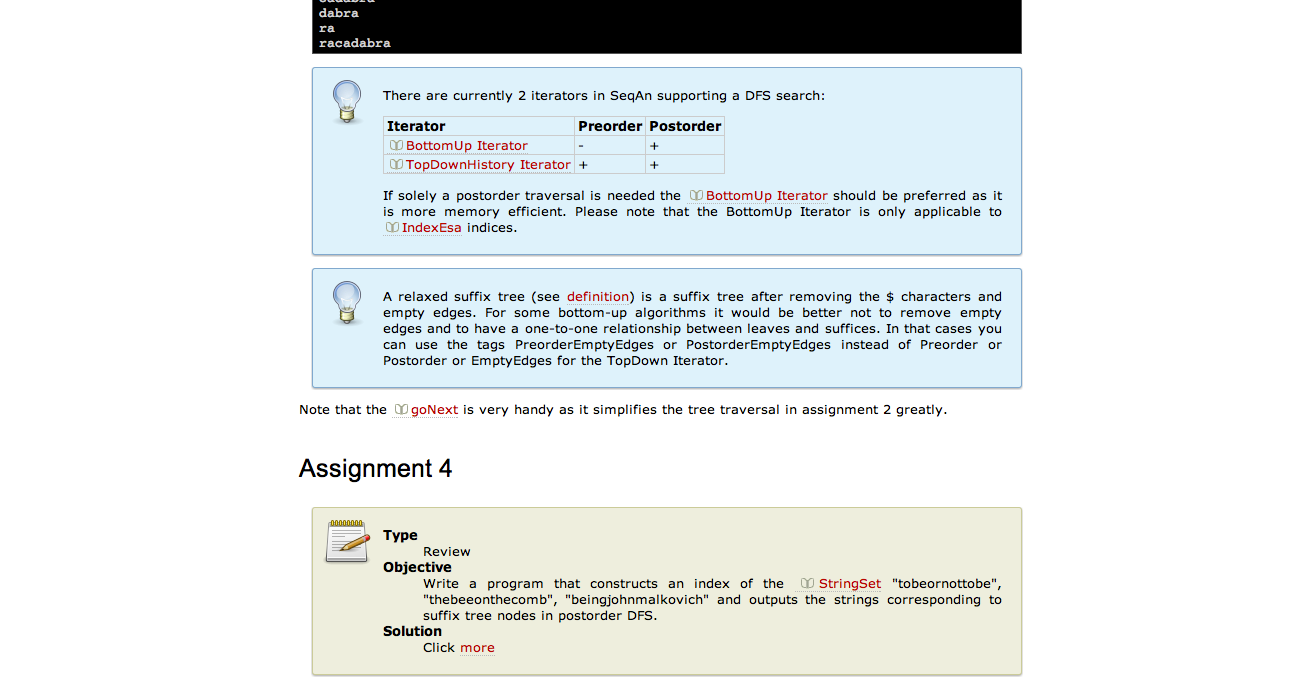 dabra
ra
racadabra
There are currently 2 iterators in SeqAn supporting a DFS search:
Iterator Preorder Postorder
BottomUp Iterator - +
TopDownHistory Iterator + +
If solely a postorder traversal is needed the BottomUp Iterator should be preferred as it
is more memory efficient. Please note that the BottomUp Iterator is only applicable to
IndexEsa indices.
A relaxed suffix tree (see definition) is a suffix tree after removing the $ characters and
empty edges. For some bottom-up algorithms it would be better not to remove empty
edges and to have a one-to-one relationship between leaves and suffices. In that cases you
can use the tags PreorderEmptyEdges or PostorderEmptyEdges instead of Preorder or
Postorder or EmptyEdges for the TopDown Iterator.
Note that the goNext is very handy as it simplifies the tree traversal in assignment 2 greatly.
Assignment 4
Type
Review
Objective
Write a program that constructs an index of the StringSet "tobeornottobe",
"thebeeonthecomb", "beingjohnmalkovich" and outputs the strings corresponding to
suffix tree nodes in postorder DFS.
Solution
Click more